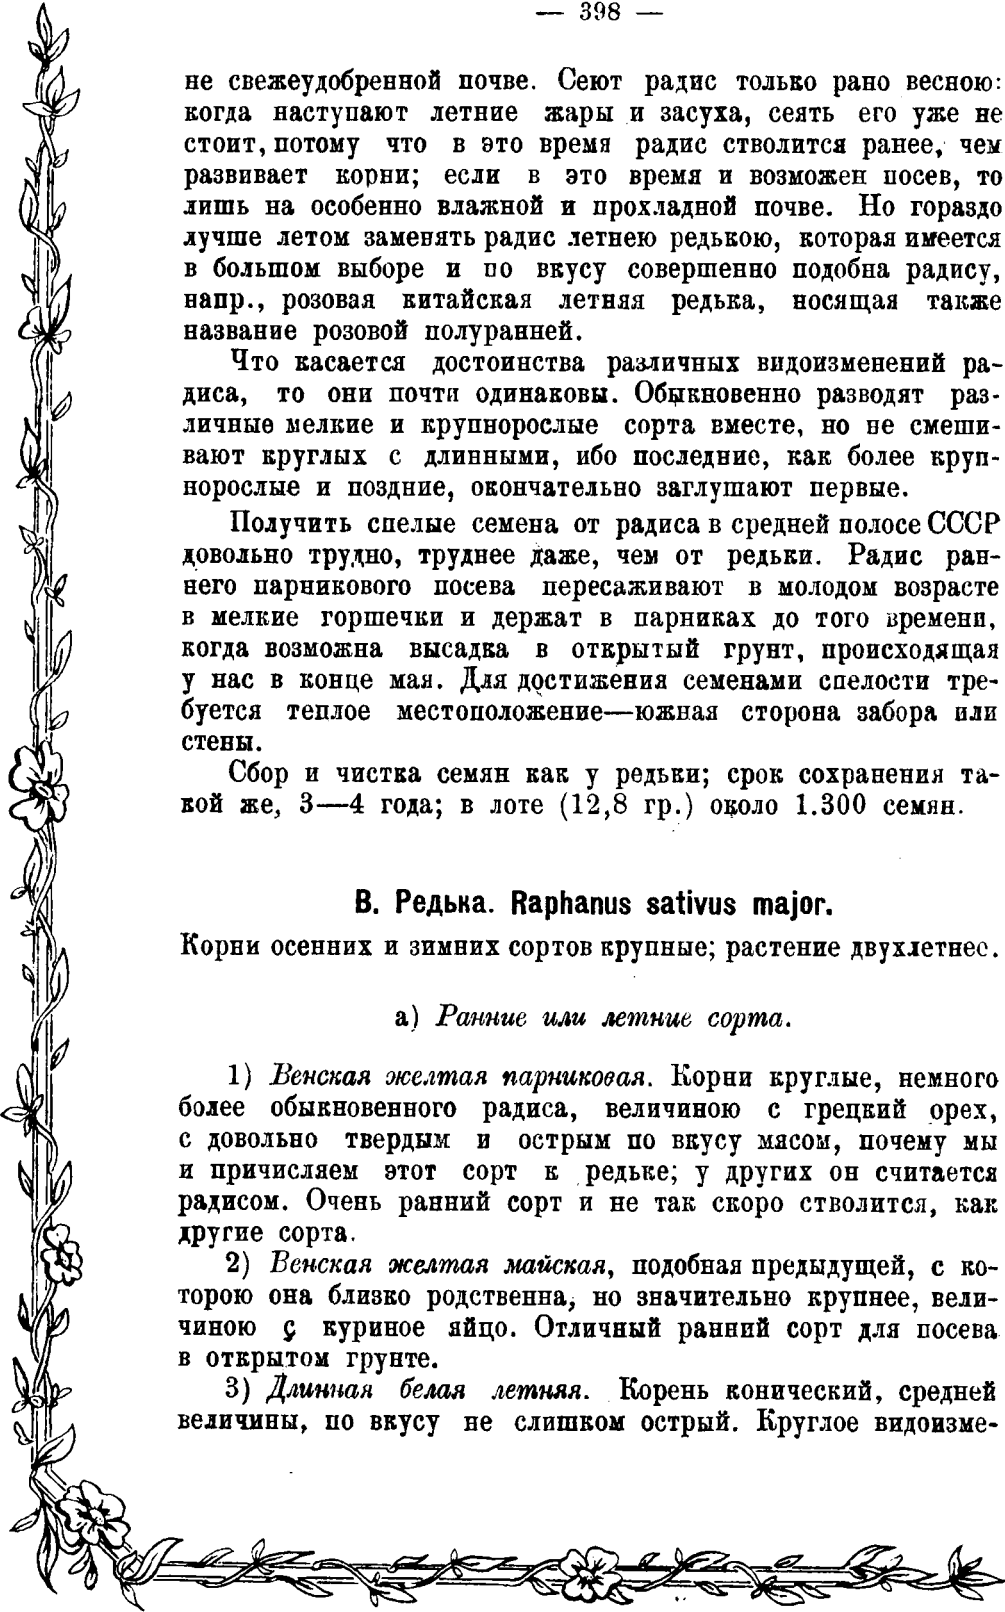 — 398 —
не свежеудобренной почве. Сеют радис только рано весною:
когда наступают летние жары и засуха, сеять его уже не
стоит, потому что в это время радис стволится ранее, чем
развивает корни; если в это время и возможен посев, то
лишь на особенно влажной и прохладной почве. Но гораздо
лучше летом заменять радис летнею редькою, которая имеется
в большом выборе и по вкусу совершенно подобна радису,
напр., розовая китайская летняя редька, носящая также
название розовой полуранней.
Что касается достоинства различных видоизменений ра-
диса, то они почти одинаковы. Обыкновенно разводят раз-
личные мелкие и крупнорослые сорта вместе, но не смеши-
вают круглых с длинными, ибо последние, как более круп-
норослые и поздние, окончательно заглушают первые.
Получить спелые семена от радиса в средней полосе СССР
довольно трудно, труднее даже, чем от редьки. Радис ран-
него парникового посева пересаживают в молодом возрасте
в мелкие горшечки и держат в парниках до того времени,
когда возможна высадка в открытый грунт, происходящая
у нас в конце мая. Для достижения семенами спелости тре-
буется теплое местоположение—южная сторона забора или
стены.
Сбор и чистка семян как у редьки; срок сохранения та-
кой же, 3—4 года; в лоте (12,8 гр.) около 1.300 семян.
В. Редька. Raphanus sativus major.
Корни осенних и зимних сортов крупные; растение двухлетнее.
а) Ранние или летние сорта.
1) Венская желтая парниковая. Корни круглые, немного
более обыкновенного радиса, величиною с грецкий орех,
с довольно твердым и острым по вкусу мясом, почему мы
и причисляем этот сорт к редьке; у других он считается
радисом. Очень ранний сорт и не так скоро стволится, как
другие сорта.
2) Венская желтая майская, подобная предыдущей, с ко-
торою она близко родственна, но значительно крупнее, вели-
чиною с куриное яйцо. Отличный ранний сорт для посева
в открытом грунте.
3) Длинная белая летняя. Корень конический, средней
величины, по вкусу не слишком острый. Круглое видоизме-